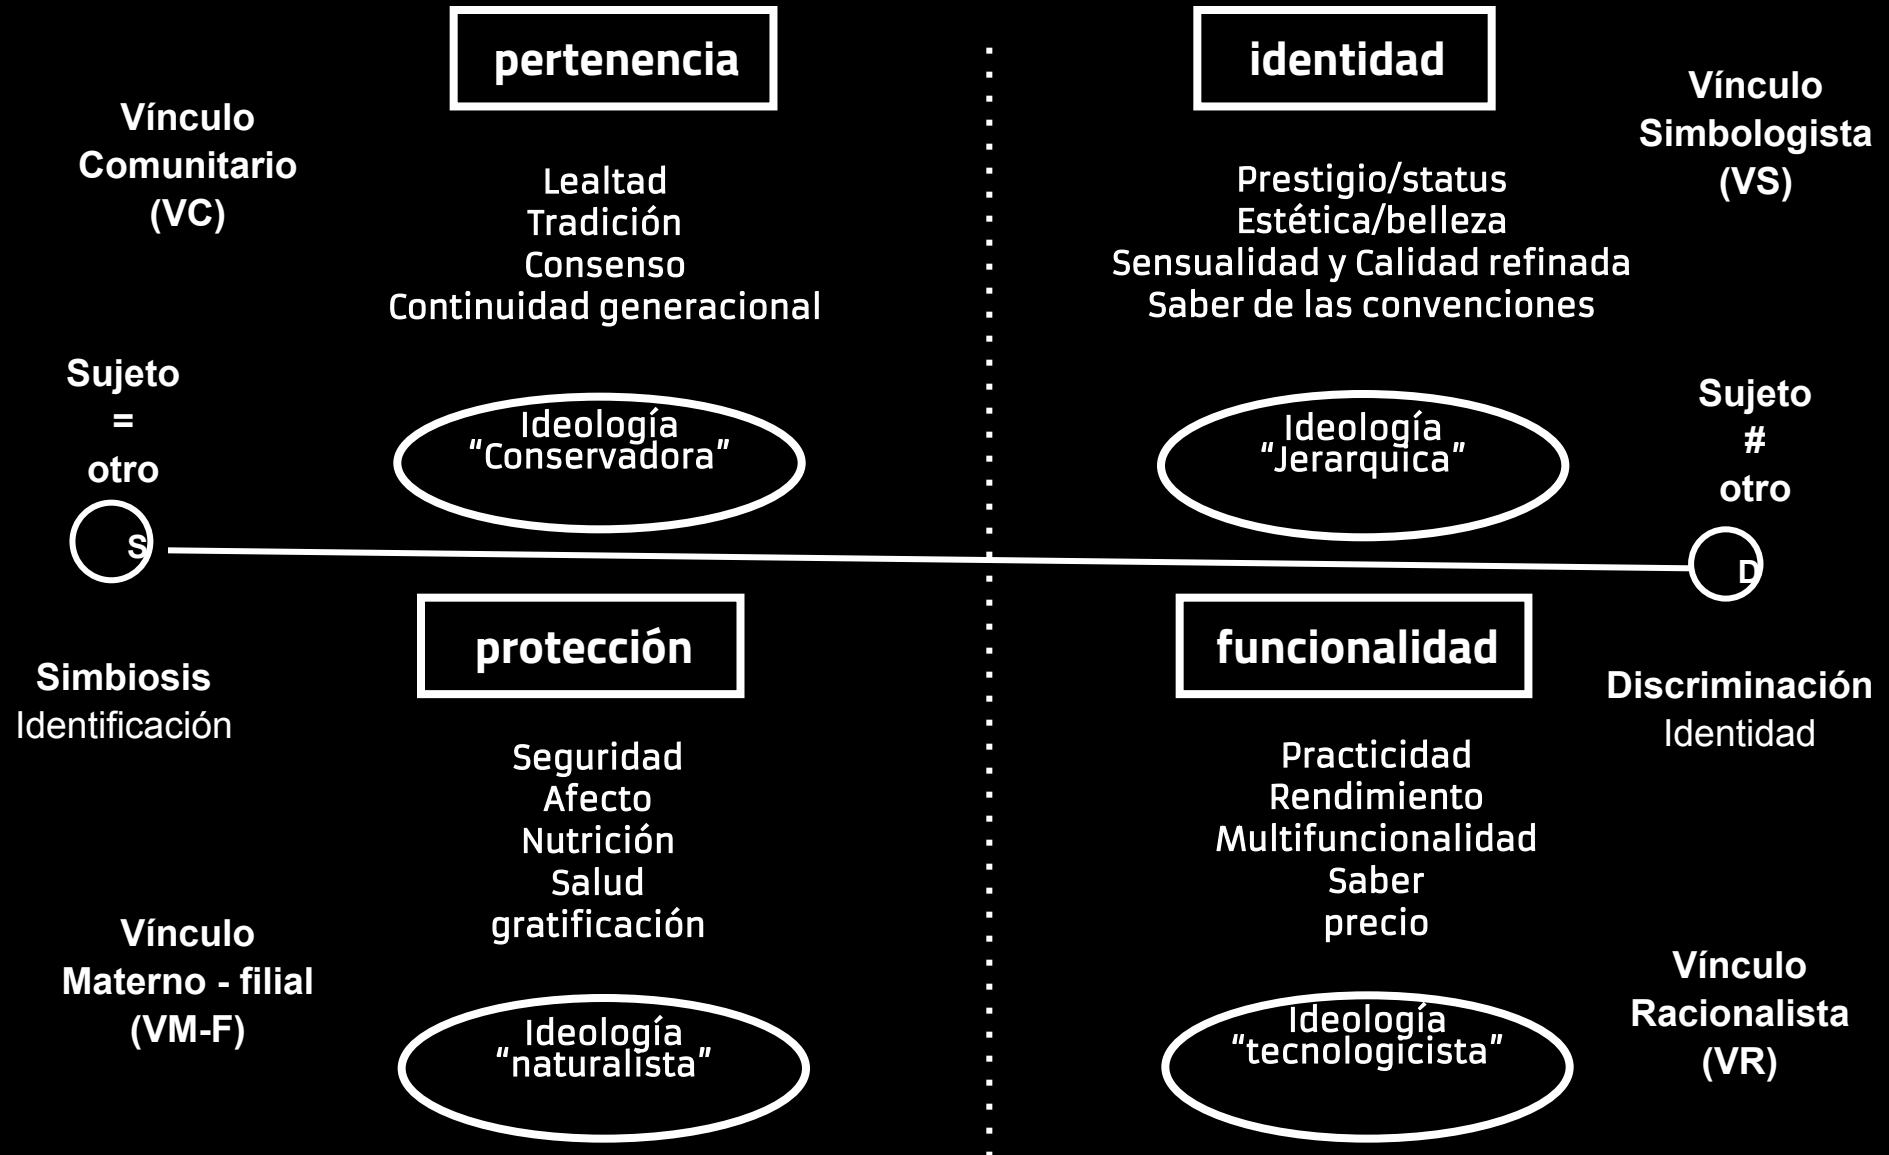 pertenencia
Vínculo
Comunitario
(VC)
Lealtad
Tradición
Consenso
Continuidad generacional
Sujeto
=
otro
Ideología
“Conservadora”
S
identidad
Vínculo
Simbologista
(VS)
Prestigio/status
Estética/belleza
Sensualidad y Calidad refinada
Saber de las convenciones
Sujeto
#
otro
Ideología
“Jerarquica”
D
protección
Simbiosis
Identificación
Seguridad
Afecto
Nutrición
Salud
gratificación
Vínculo
Materno - filial
(VM-F)
Ideología
“naturalista”
funcionalidad
Discriminación
Identidad
Practicidad
Rendimiento
Multifuncionalidad
Saber
precio
Vínculo
Racionalista
(VR)
Ideología
“tecnologicista”